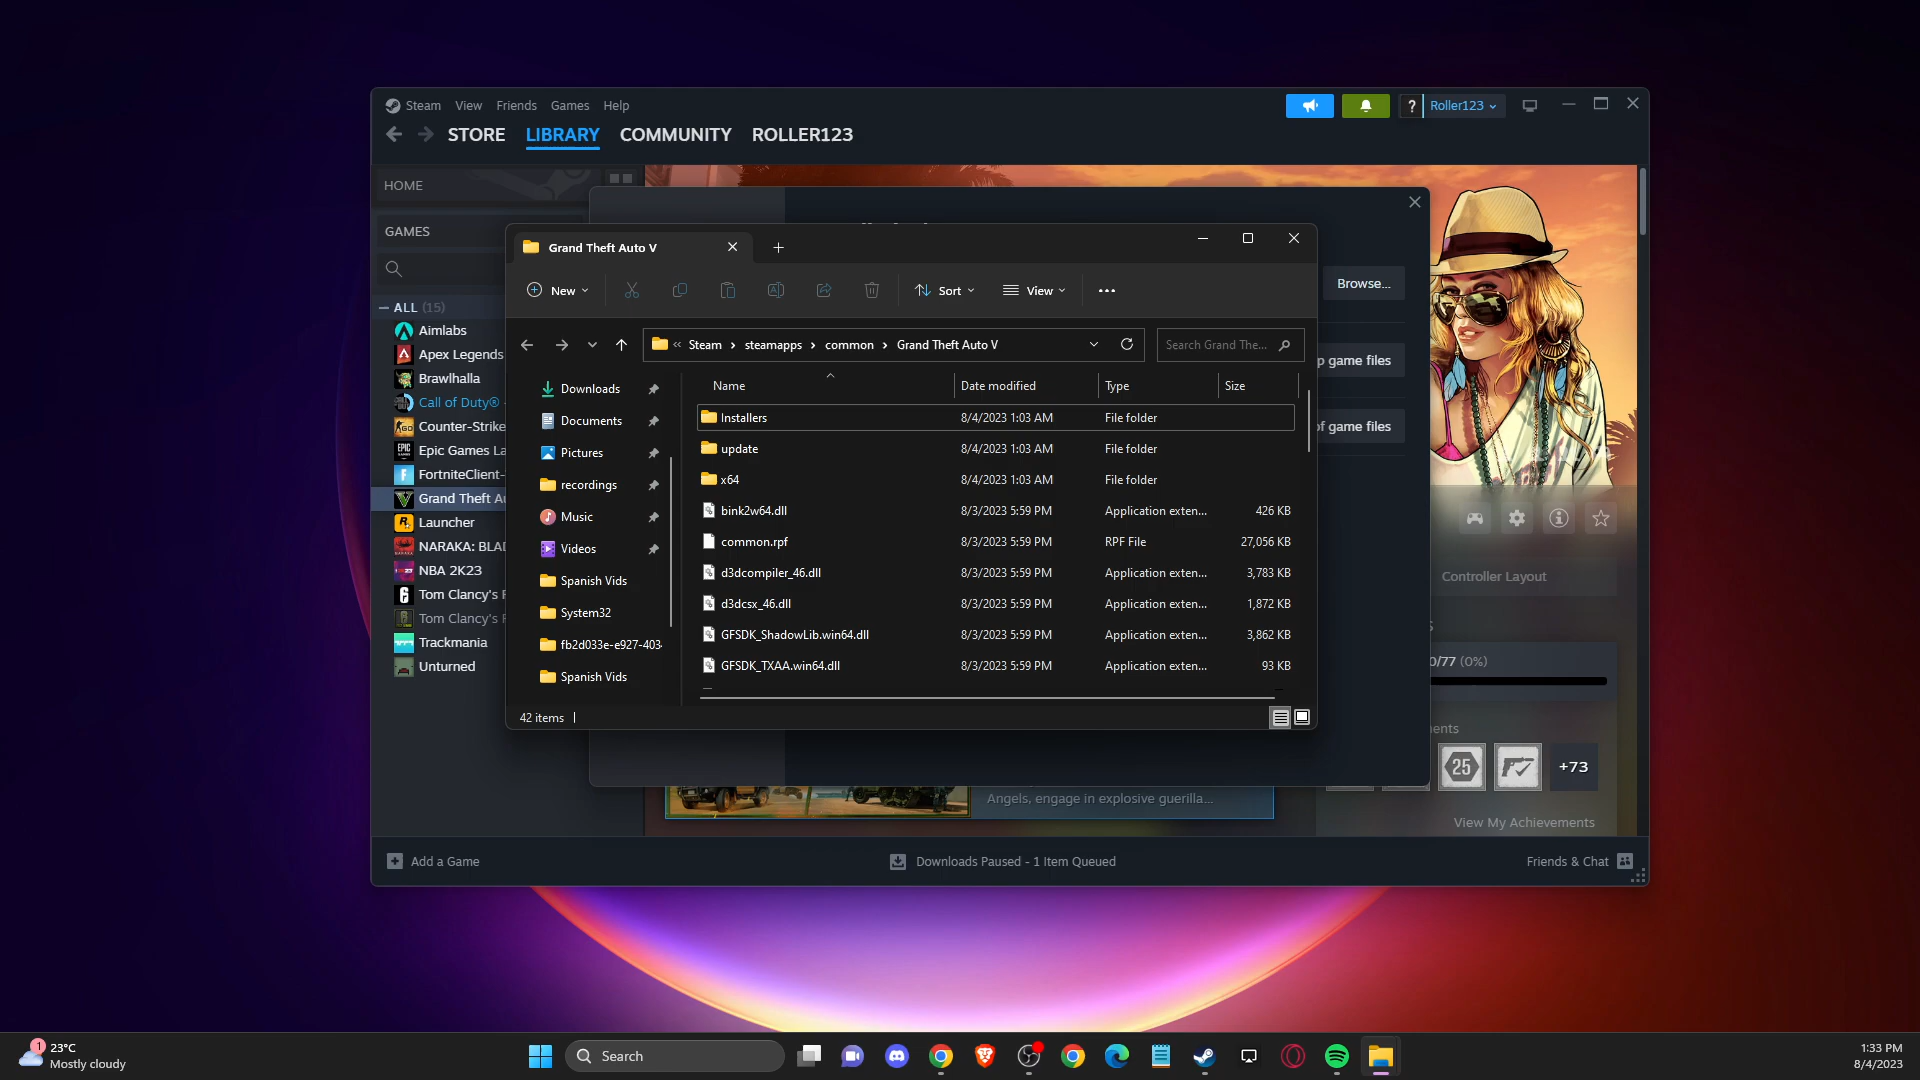 Steam View Friends Games Help
? Roller123
STORE LIBRARY COMMUNITY ROLLER123
HOME
GAMES
ALL (15)
Aimlabs
Apex Legends
Brawlhalla
Call of Duty®
Counter-Strike
Epic Games La
FortniteClient-
Grand Theft Au
Launcher
NARAKA: BLAD
NBA 2K23
Tom Clancy's R
Tom Clancy's
Trackmania
Unturned
Grand Theft Auto V
New Sort View
Steam › steamapps › common › Grand Theft Auto V
Search Grand The...
Downloads
Documents
Pictures
recordings
Music
Videos
Spanish Vids
System32
fb2d033e-e927-403
Spanish Vids
Name Date modified Type Size
Installers 8/4/2023 1:03 AM File folder
update 8/4/2023 1:03 AM File folder
x64 8/4/2023 1:03 AM File folder
bink2w64.dll 8/3/2023 5:59 PM Application exten... 426 KB
common.rpf 8/3/2023 5:59 PM RPF File 27,056 KB
d3dcompiler_46.dll 8/3/2023 5:59 PM Application exten... 3,783 KB
d3dcsx_46.dll 8/3/2023 5:59 PM Application exten... 1,872 KB
GFSDK_ShadowLib.win64.dll 8/3/2023 5:59 PM Application exten... 3,862 KB
GFSDK_TXAA.win64.dll 8/3/2023 5:59 PM Application exten... 93 KB
42 items
Browse...
p game files
of game files
Controller Layout
0/77 (0%)
ents
25
+73
View My Achievements
Angels, engage in explosive guerilla...
Add a Game
Downloads Paused - 1 Item Queued
Friends & Chat
1
23°C
Mostly cloudy
Search
1:33 PM
8/4/2023